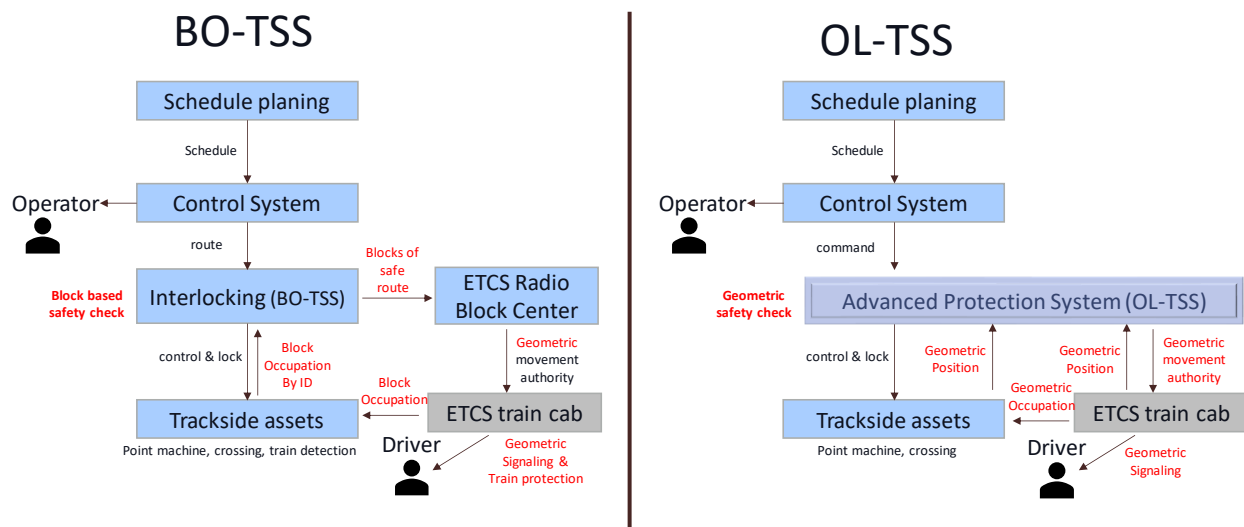 BO-TSS
Schedule planing
Schedule
Operator
Control System
route
Blocks of
safe
route
Block based
safety check
Interlocking (BO-TSS)
ETCS Radio
Block Center
control & lock
Block
Occupation
By ID
Geometric
movement
authority
Block
Occupation
Trackside assets
ETCS train cab
Point machine, crossing, train detection
Driver
Geometric
Signaling &
Train protection
OL-TSS
Schedule planing
Schedule
Operator
Control System
command
Geometric
safety check
Advanced Protection System (OL-TSS)
control & lock
Geometric
Position
Geometric
Position
Geometric
movement
authority
Geometric
Occupation
Trackside assets
ETCS train cab
Point machine, crossing
Driver
Geometric
Signaling